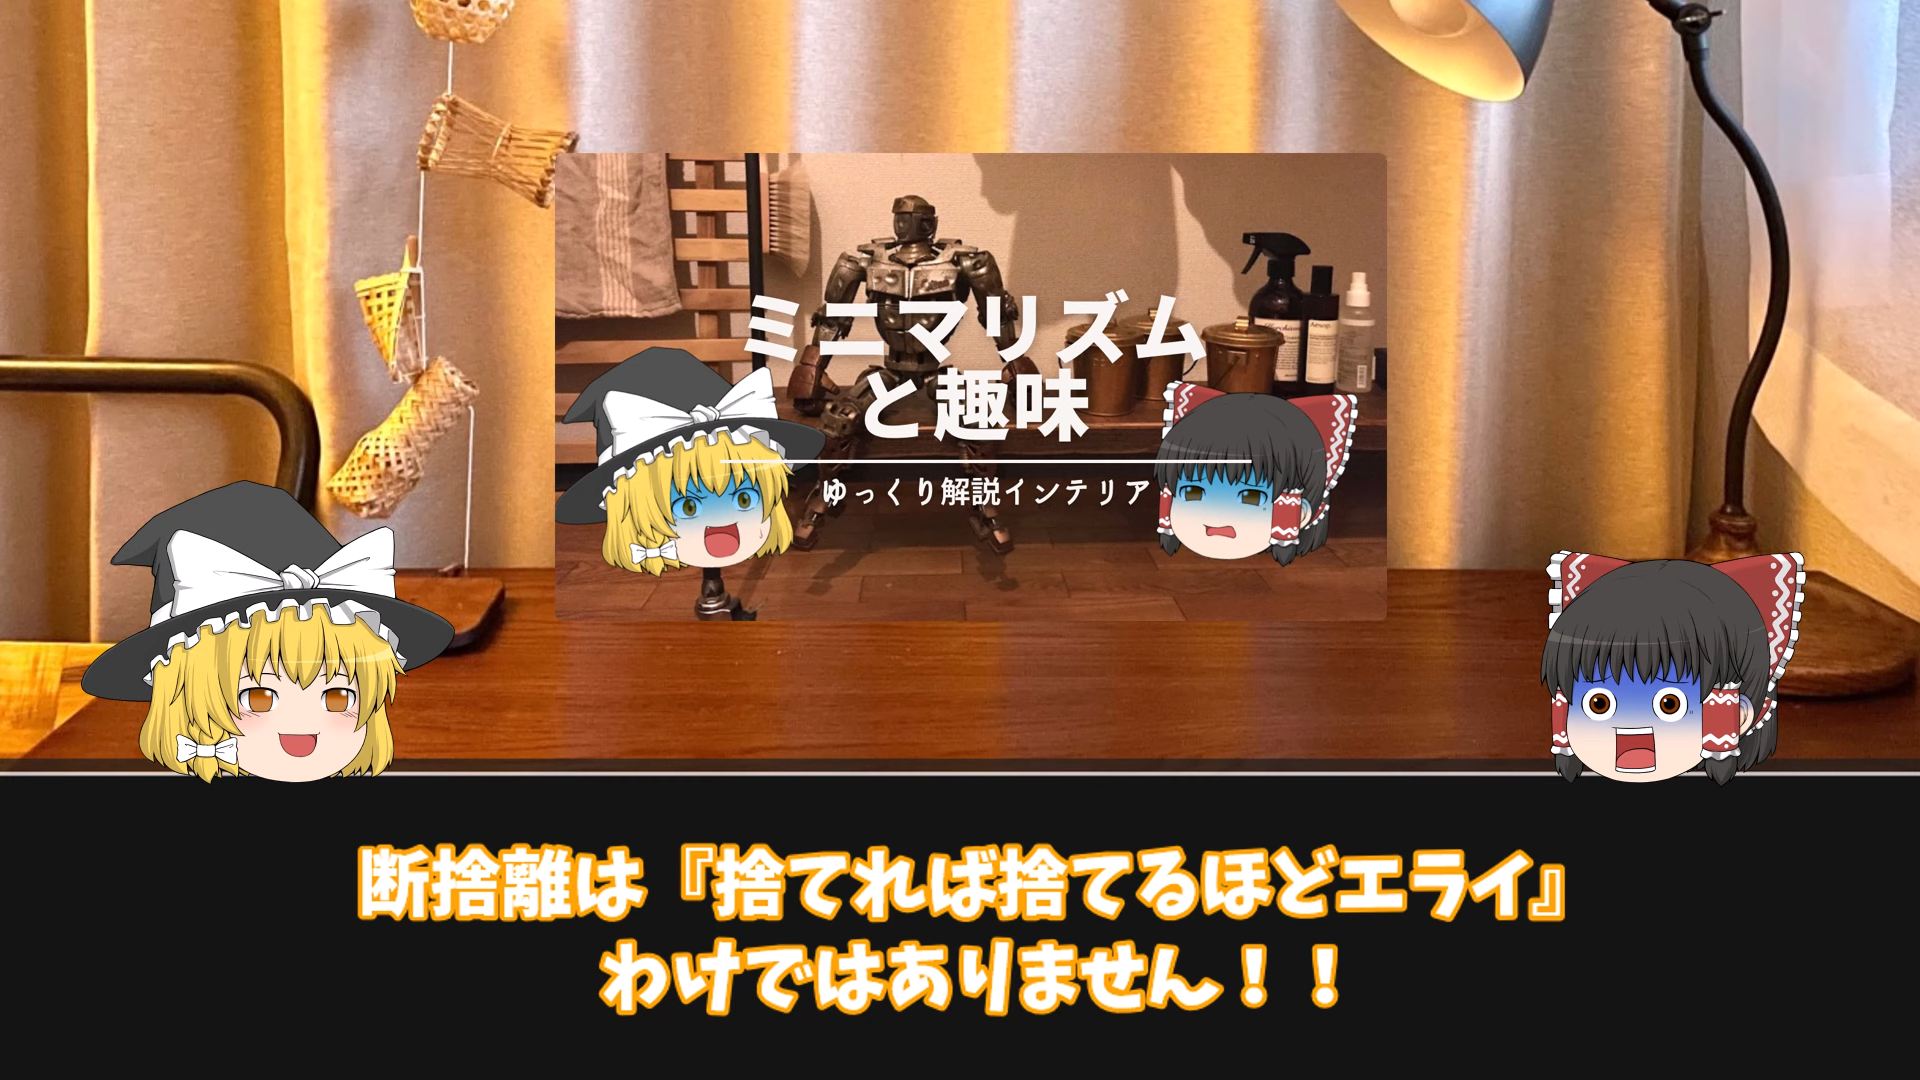 ミニマリズム
と趣味
ゆっくり解説インテリア
断捨離は『捨てれば捨てるほどエライ』
わけではありません！！